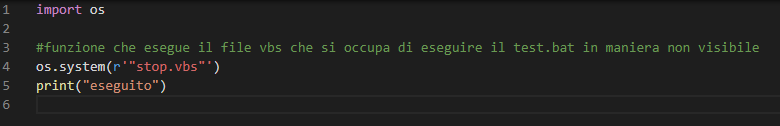 1 import os
2
3 #funzione che esegue il file vbs che si occupa di eseguire il test.bat in maniera non visibile
4 os.system(r'"stop.vbs"')
5 print("eseguito")
6